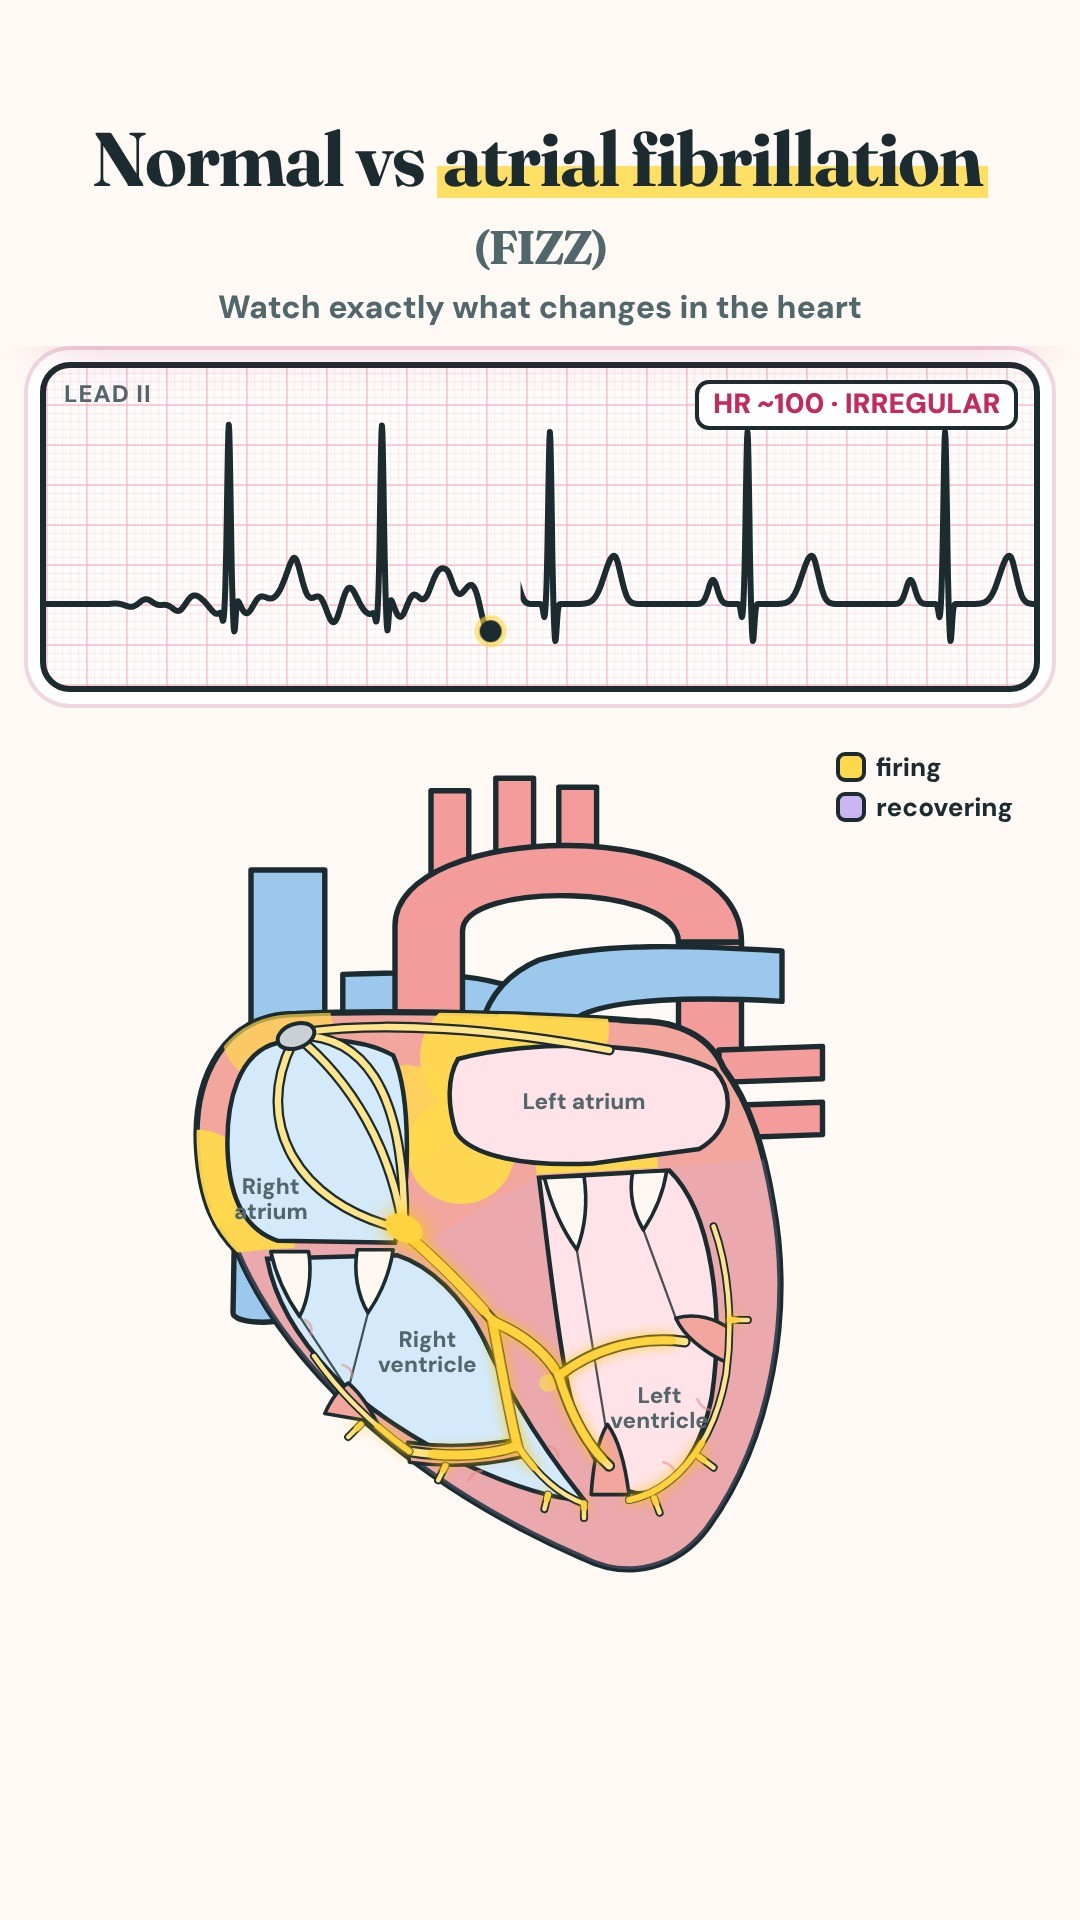 Normal vs atrial fibrillation
(FIZZ)
Watch exactly what changes in the heart
LEAD II
HR ~100 · IRREGULAR
firing
recovering
Left atrium
Right
atrium
Right
ventricle
Left
ventricle